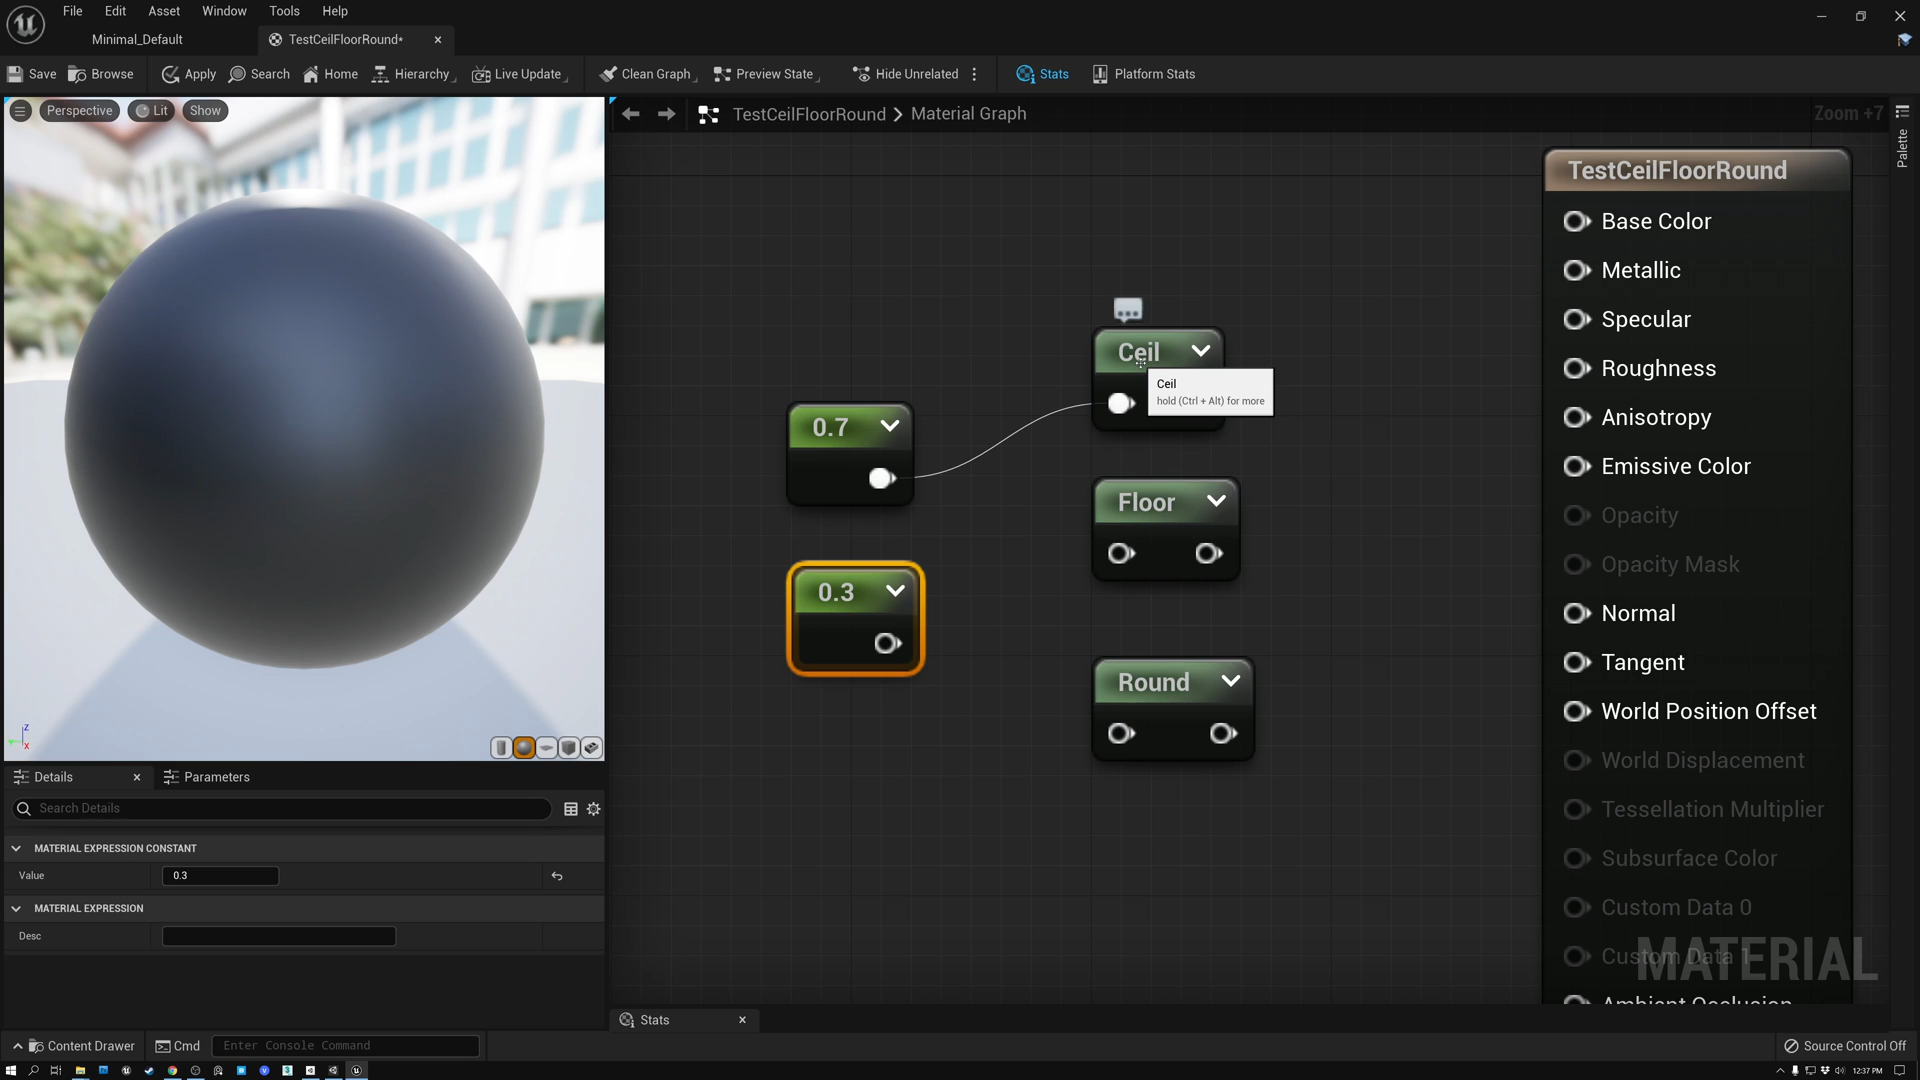 File Edit Asset Window Tools Help
Minimal_Default
TestCeilFloorRound*
Save Browse Apply Search Home Hierarchy Live Update Clean Graph Preview State Hide Unrelated Stats Platform Stats
Perspective Lit Show
TestCeilFloorRound Material Graph
Zoom +7
Palette
TestCeilFloorRound
Base Color
Metallic
Specular
Roughness
Anisotropy
Emissive Color
Opacity
Opacity Mask
Normal
Tangent
World Position Offset
World Displacement
Tessellation Multiplier
Subsurface Color
Custom Data 0
Custom Data 1
Ambient Occlusion
MATERIAL
Ceil
Ceil
hold (Ctrl + Alt) for more
0.7
Floor
0.3
Round
z
x
Details Parameters
Search Details
MATERIAL EXPRESSION CONSTANT
Value 0.3
MATERIAL EXPRESSION
Desc
Stats
Content Drawer Cmd Enter Console Command
Source Control Off
12:37 PM